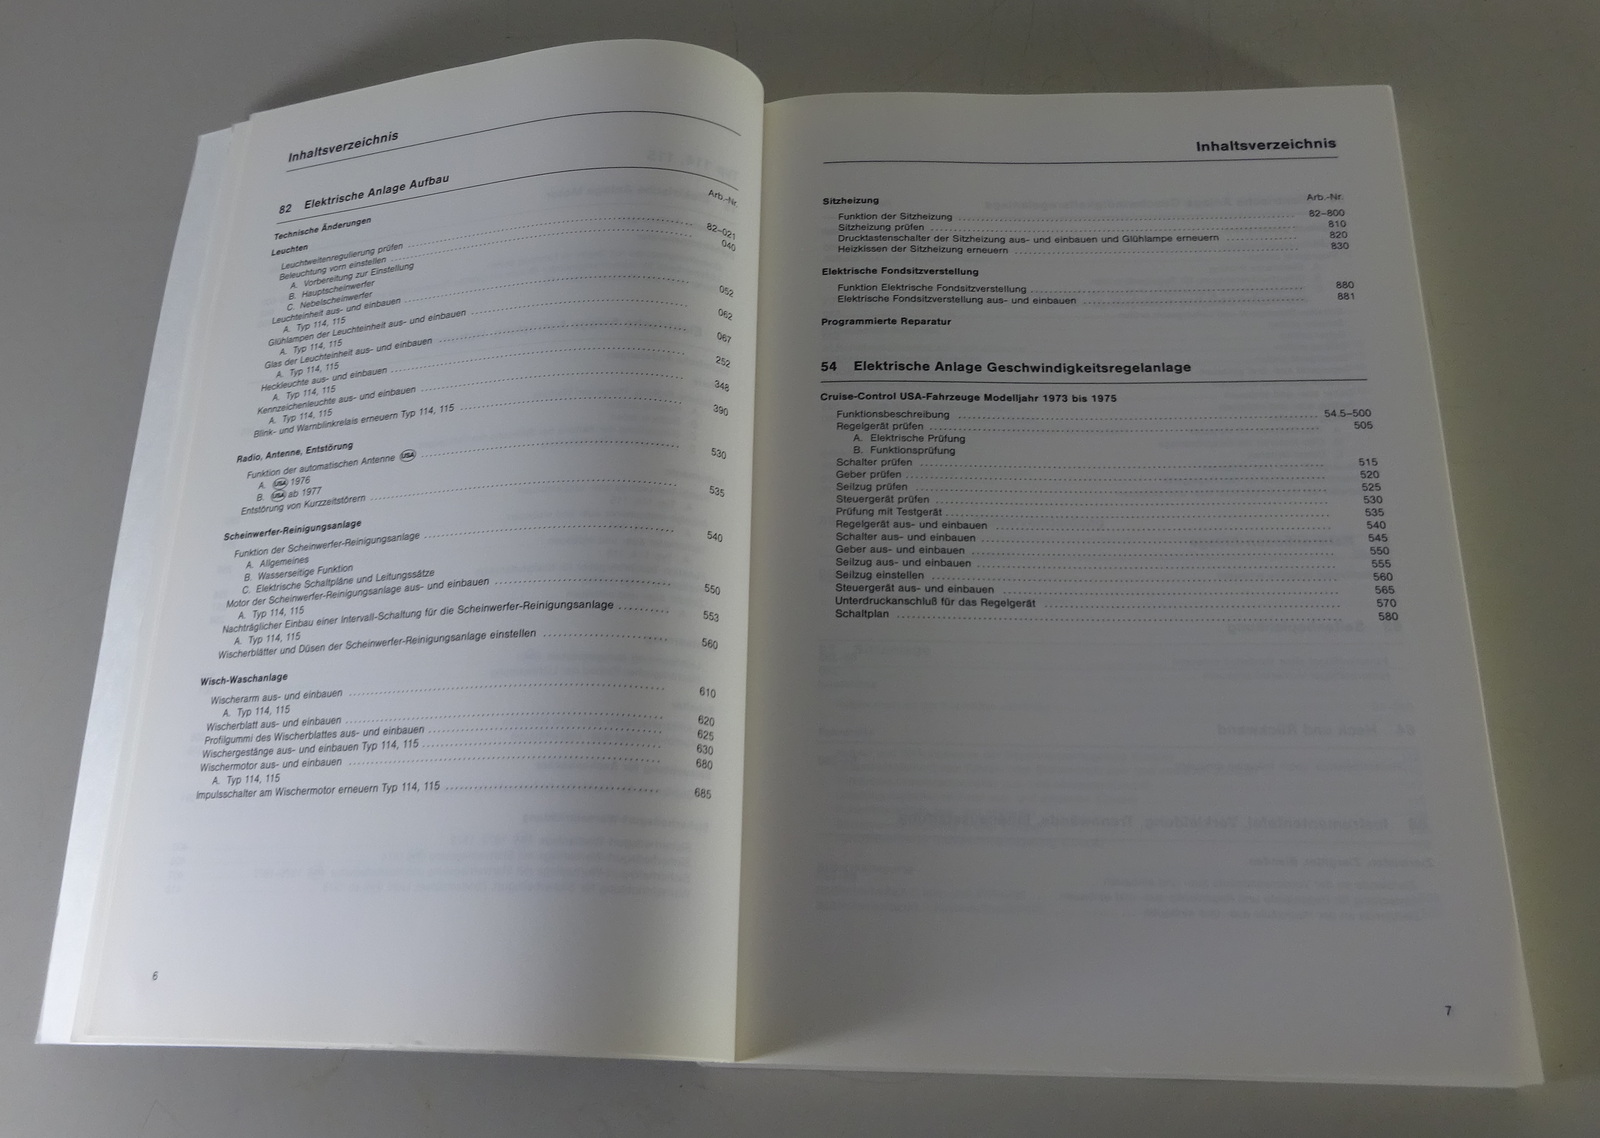 Inhaltsverzeichnis
82 Elektrische Anlage Aufbau
Arb.-Nr.
Technische Änderungen
Leuchten
Leuchtweitenregulierung prüfen ........ 82–021
Beleuchtung vorn einstellen ........ 040
A. Vorbereitung zur Einstellung
B. Hauptscheinwerfer
C. Nebelscheinwerfer
Leuchteinheit aus- und einbauen ........ 052
A. Typ 114, 115
Glühlampen der Leuchteinheit aus- und einbauen ........ 062
A. Typ 114, 115
Glas der Leuchteinheit aus- und einbauen ........ 067
A. Typ 114, 115
Heckleuchte aus- und einbauen ........ 252
A. Typ 114, 115
Kennzeichenleuchte aus- und einbauen ........ 348
A. Typ 114, 115
Blink- und Warnblinkrelais erneuern Typ 114, 115 ........ 390
Radio, Antenne, Entstörung
Funktion der automatischen Antenne USA ........ 530
A. USA 1976
B. USA ab 1977
Entstörung von Kurzzeitstörern ........ 535
Scheinwerfer-Reinigungsanlage
Funktion der Scheinwerfer-Reinigungsanlage ........ 540
A. Allgemeines
B. Wasserseitige Funktion
C. Elektrische Schaltpläne und Leitungssätze
Motor der Scheinwerfer-Reinigungsanlage aus- und einbauen ........ 550
A. Typ 114, 115
Nachträglicher Einbau einer Intervall-Schaltung für die Scheinwerfer-Reinigungsanlage ........ 553
A. Typ 114, 115
Wischerblätter und Düsen der Scheinwerfer-Reinigungsanlage einstellen ........ 560
Wisch-Waschanlage
Wischerarm aus- und einbauen ........ 610
A. Typ 114, 115
Wischerblatt aus- und einbauen ........ 620
Profilgummi des Wischerblattes aus- und einbauen ........ 625
Wischergestänge aus- und einbauen Typ 114, 115 ........ 630
Wischermotor aus- und einbauen ........ 680
A. Typ 114, 115
Impulsschalter am Wischermotor erneuern Typ 114, 115 ........ 685
6
Inhaltsverzeichnis
Arb.-Nr.
Sitzheizung
Funktion der Sitzheizung ........ 82–800
Sitzheizung prüfen ........ 810
Drucktastenschalter der Sitzheizung aus- und einbauen und Glühlampe erneuern ........ 820
Heizkissen der Sitzheizung erneuern ........ 830
Elektrische Fondsitzverstellung
Funktion Elektrische Fondsitzverstellung ........ 880
Elektrische Fondsitzverstellung aus- und einbauen ........ 881
Programmierte Reparatur
54 Elektrische Anlage Geschwindigkeitsregelanlage
Cruise-Control USA-Fahrzeuge Modelljahr 1973 bis 1975
Funktionsbeschreibung ........ 54.5–500
Regelgerät prüfen ........ 505
A. Elektrische Prüfung
B. Funktionsprüfung
Schalter prüfen ........ 515
Geber prüfen ........ 520
Seilzug prüfen ........ 525
Steuergerät prüfen ........ 530
Prüfung mit Testgerät ........ 535
Regelgerät aus- und einbauen ........ 540
Schalter aus- und einbauen ........ 545
Geber aus- und einbauen ........ 550
Seilzug aus- und einbauen ........ 555
Seilzug einstellen ........ 560
Steuergerät aus- und einbauen ........ 565
Unterdruckanschluß für das Regelgerät ........ 570
Schaltplan ........ 580
7